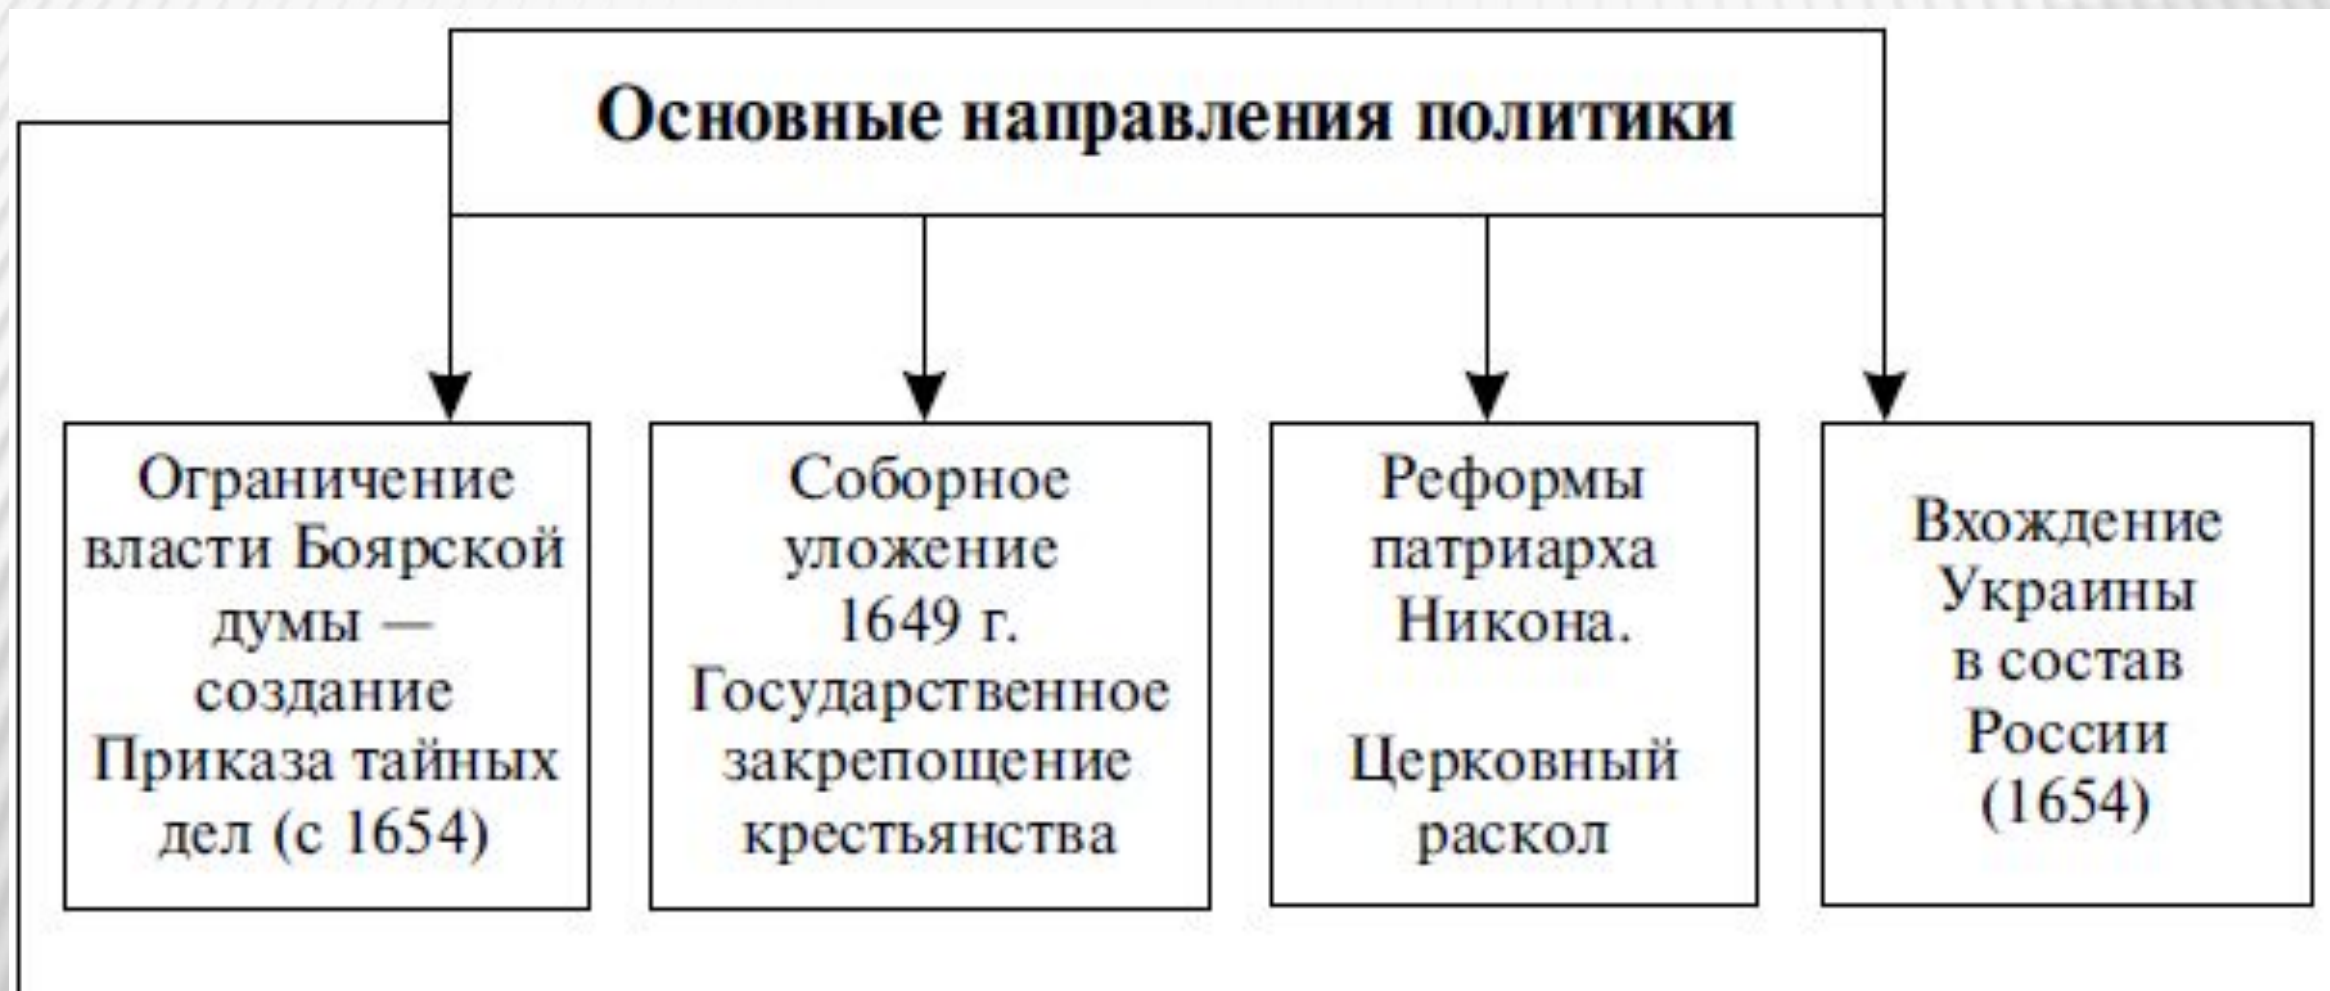 Основные направления политики
Ограничение
власти Боярской
думы —
создание
Приказа тайных
дел (с 1654)
Соборное
уложение
1649 г.
Государственное
закрепощение
крестьянства
Реформы
патриарха
Никона.
Церковный
раскол
Вхождение
Украины
в состав
России
(1654)